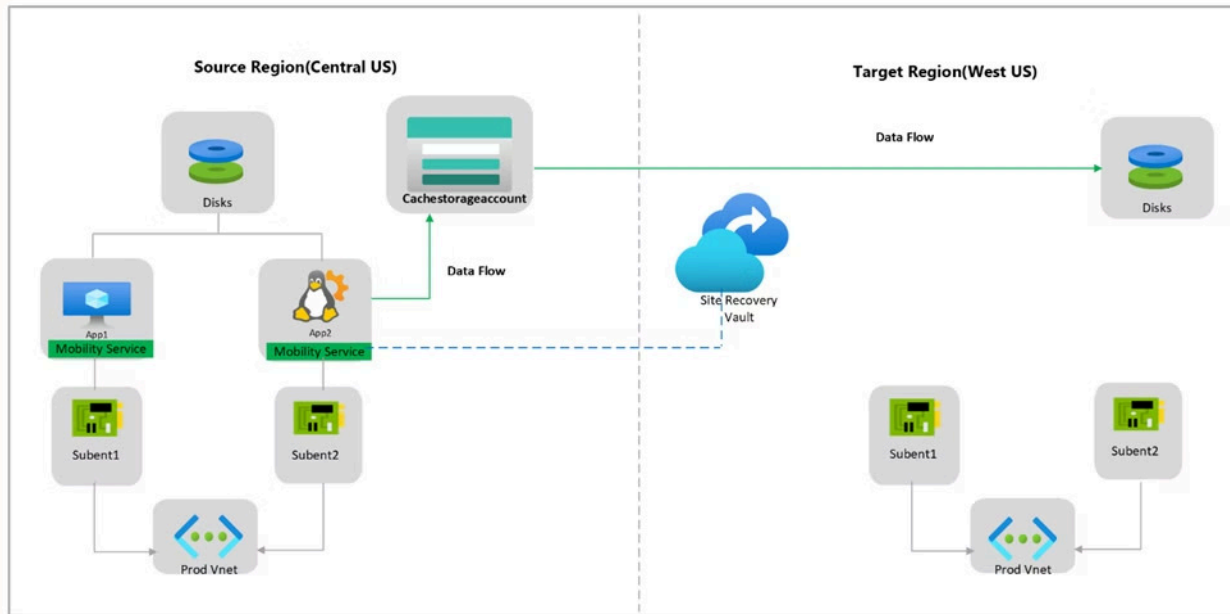 Source Region(Central US)
Target Region(West US)
Disks
Cachestorageaccount
Data Flow
Disks
Data Flow
App1
Mobility Service
App2
Mobility Service
Site Recovery
Vault
Subent1
Subent2
Prod Vnet
Subent1
Subent2
Prod Vnet